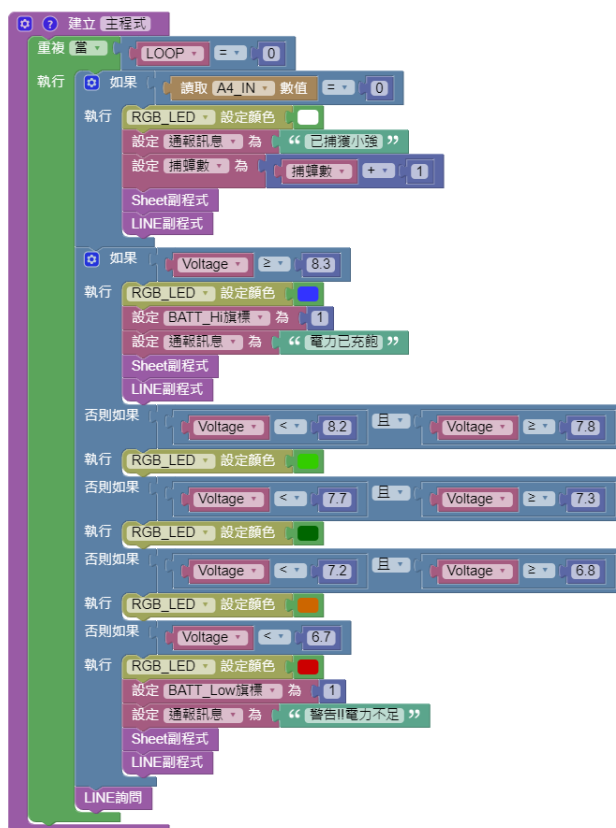 建立 主程式
重複 當 LOOP = 0
執行 如果 讀取 A4_IN 數值 = 0
執行 RGB_LED 設定顏色
設定 通報訊息 為 “ 已捕獲小強 ”
設定 捕蟑數 為 捕蟑數 + 1
Sheet副程式
LINE副程式
如果 Voltage ≥ 8.3
執行 RGB_LED 設定顏色
設定 BATT_Hi旗標 為 1
設定 通報訊息 為 “ 電力已充飽 ”
Sheet副程式
LINE副程式
否則如果 Voltage < 8.2 且 Voltage ≥ 7.8
執行 RGB_LED 設定顏色
否則如果 Voltage < 7.7 且 Voltage ≥ 7.3
執行 RGB_LED 設定顏色
否則如果 Voltage < 7.2 且 Voltage ≥ 6.8
執行 RGB_LED 設定顏色
否則如果 Voltage < 6.7
執行 RGB_LED 設定顏色
設定 BATT_Low旗標 為 1
設定 通報訊息 為 “ 警告!!電力不足 ”
Sheet副程式
LINE副程式
LINE詢問